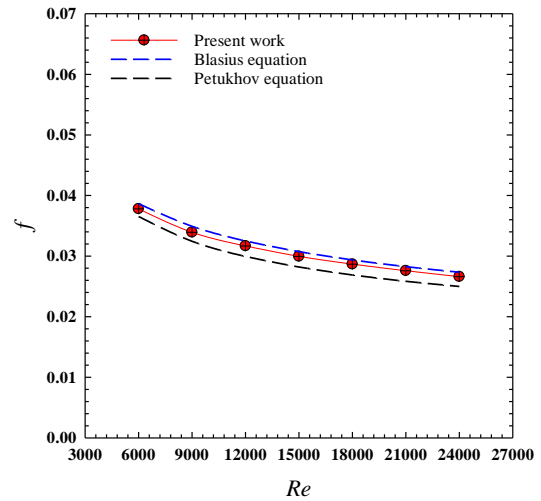 0.07
Present work
Blasius equation
Petukhov equation
0.06
0.05
0.04
f
0.03
0.02
0.01
0.00
3000 6000 9000 12000 15000 18000 21000 24000 27000
Re